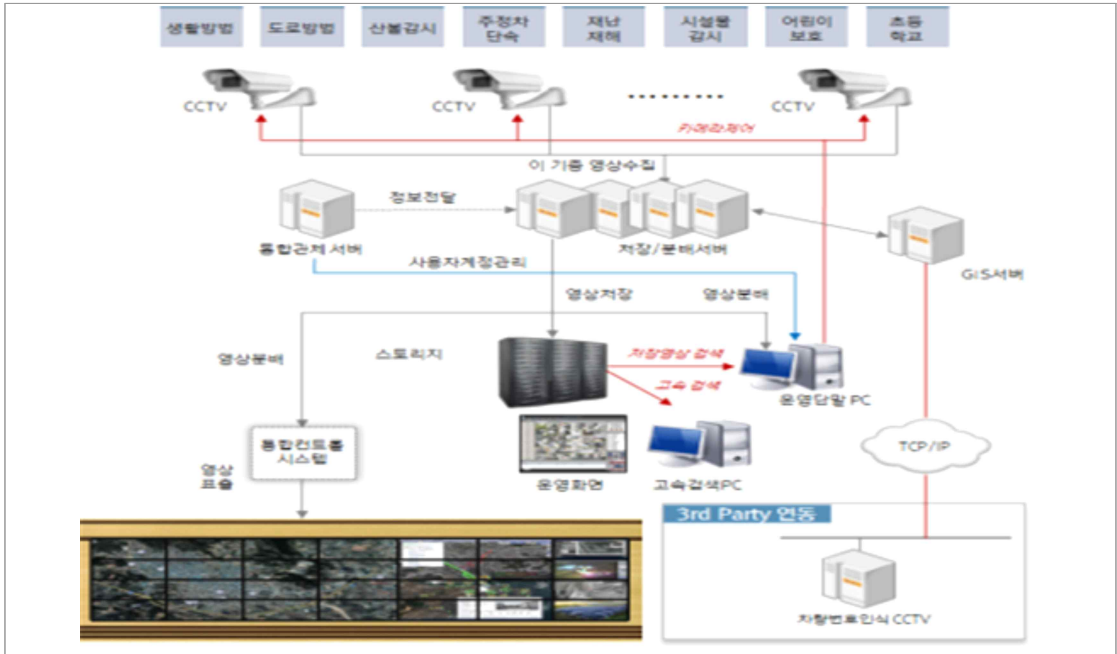 생활방범
도로방범
산불감시
주정차
단속
재난
재해
시설물
감시
어린이
보호
초등
학교
CCTV
CCTV
.........
CCTV
카메라제어
이 기종 영상수집
정보전달
통합관제 서버
저장/분배서버
GIS서버
사용자계정관리
영상저장
영상분배
영상분배
스토리지
저장영상 검색
고속 검색
운영단말 PC
통합컨트롤
시스템
영상
표출
운영화면
고속검색PC
TCP/IP
3rd Party 연동
차량번호인식 CCTV